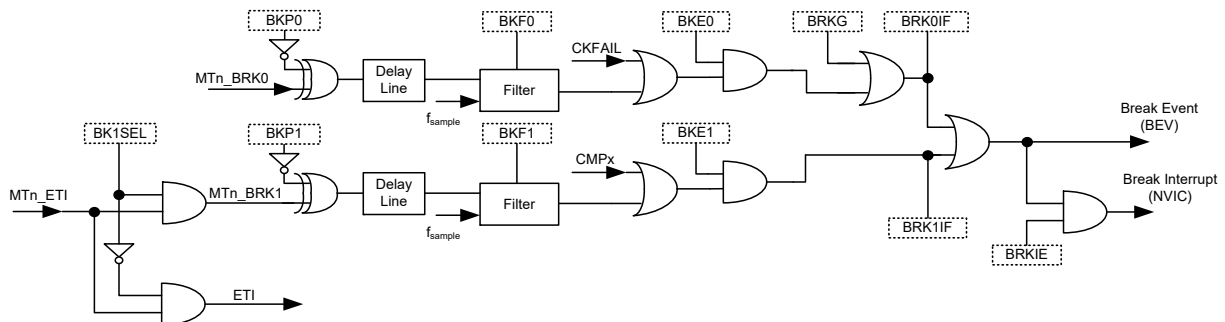 BKP0
BKF0
BKE0
BRKG
BRK0IF
CKFAIL
MTn_BRK0
Delay
Line
Filter
fsample
BK1SEL
BKP1
BKF1
BKE1
Break Event
(BEV)
CMPx
MTn_ETI
MTn_BRK1
Delay
Line
Filter
Break Interrupt
(NVIC)
fsample
BRK1IF
BRKIE
ETI